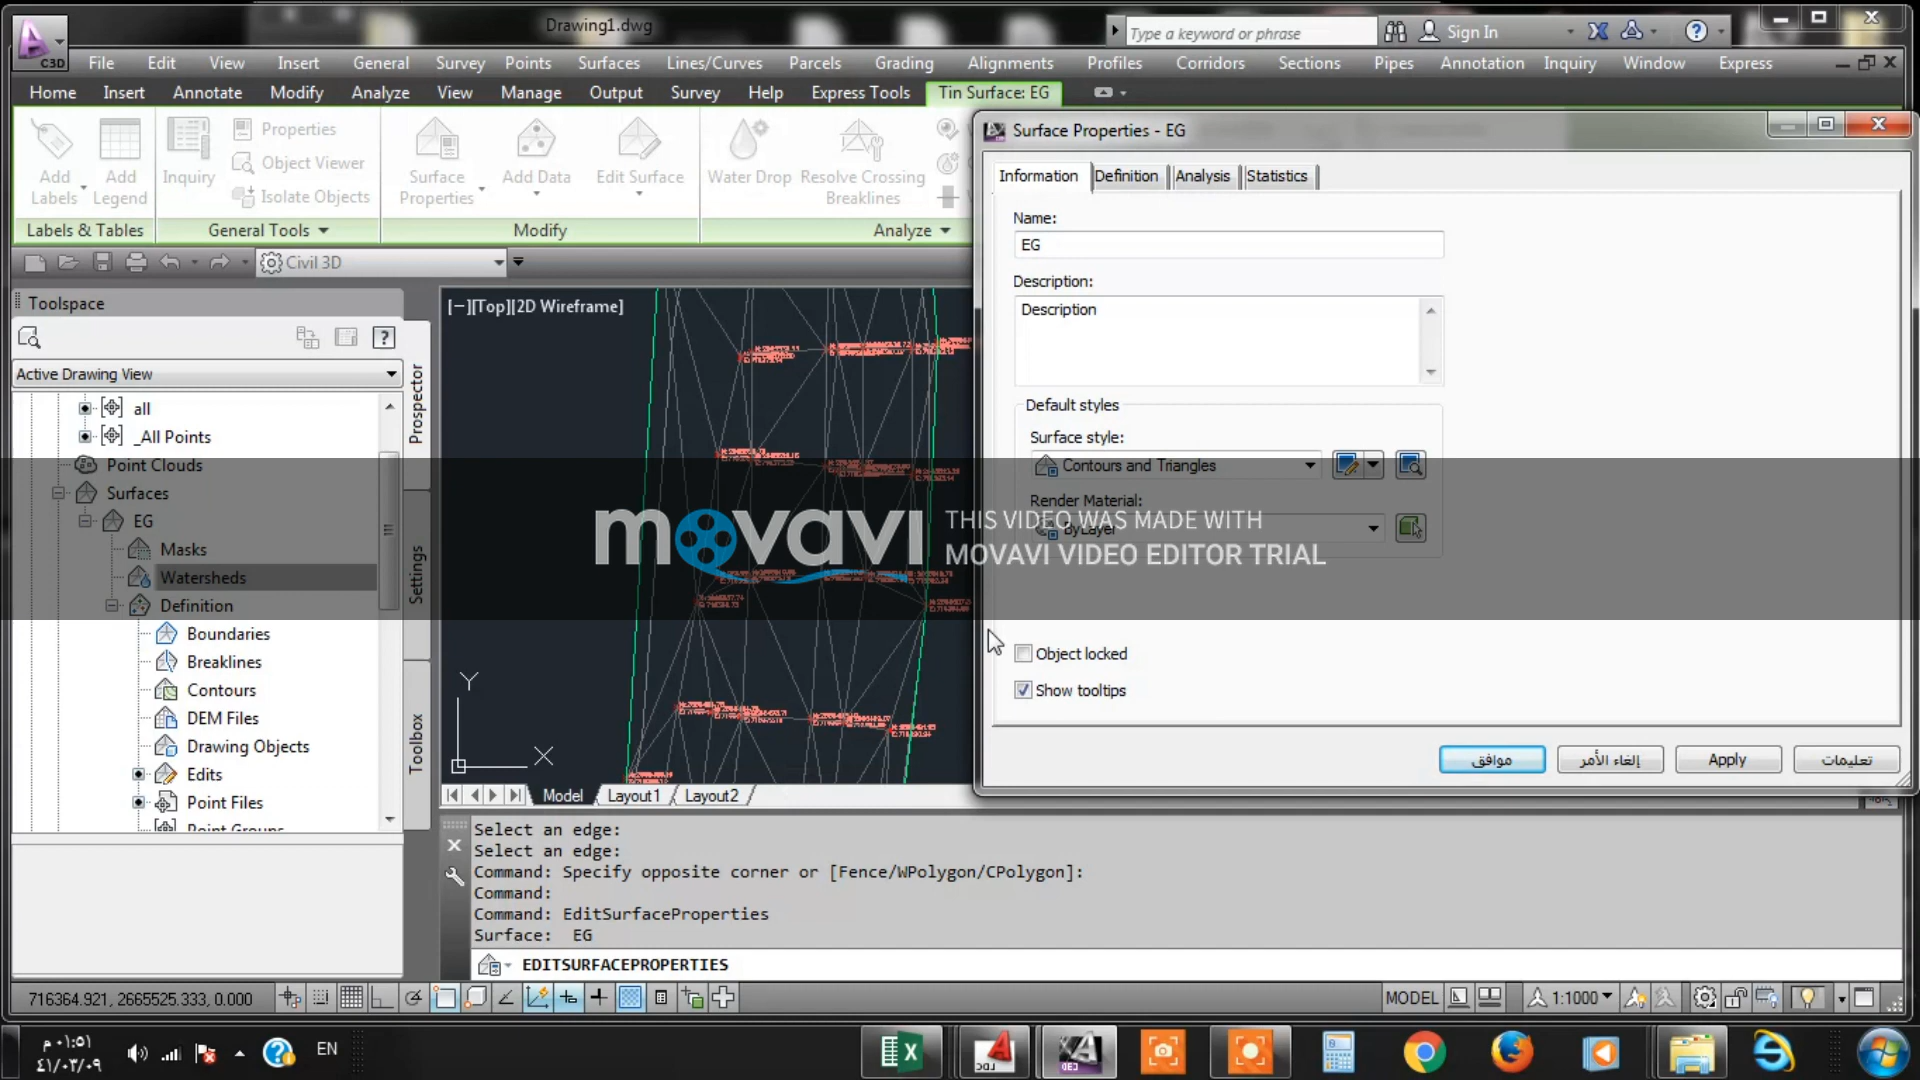 Drawing1.dwg
Type a keyword or phrase
Sign In
C3D
File Edit View Insert General Survey Points Surfaces Lines/Curves Parcels Grading Alignments Profiles Corridors Sections Pipes Annotation Inquiry Window Express
Home Insert Annotate Modify Analyze View Manage Output Survey Help Express Tools Tin Surface: EG
Add Labels
Add Legend
Inquiry
Properties
Object Viewer
Isolate Objects
Surface Properties
Add Data
Edit Surface
Water Drop
Resolve Crossing Breaklines
Labels & Tables
General Tools
Modify
Analyze
Civil 3D
Toolspace
Active Drawing View
all
_All Points
Point Clouds
Surfaces
EG
Masks
Watersheds
Definition
Boundaries
Breaklines
Contours
DEM Files
Drawing Objects
Edits
Point Files
Prospector
Settings
Toolbox
[−][Top][2D Wireframe]
Y
X
Model Layout1 Layout2
Surface Properties - EG
Information Definition Analysis Statistics
Name:
EG
Description:
Description
Default styles
Surface style:
Contours and Triangles
Render Material:
ByLayer
Object locked
Show tooltips
موافق
إلغاء الأمر
Apply
تعليمات
movavi
THIS VIDEO WAS MADE WITH
MOVAVI VIDEO EDITOR TRIAL
Select an edge:
Select an edge:
Command: Specify opposite corner or [Fence/WPolygon/CPolygon]:
Command:
Command: EditSurfaceProperties
Surface: EG
EDITSURFACEPROPERTIES
716364.921, 2665525.333, 0.000
MODEL
1:1000
٠١:٥١ م
٤١/٠٣/٠٩
EN